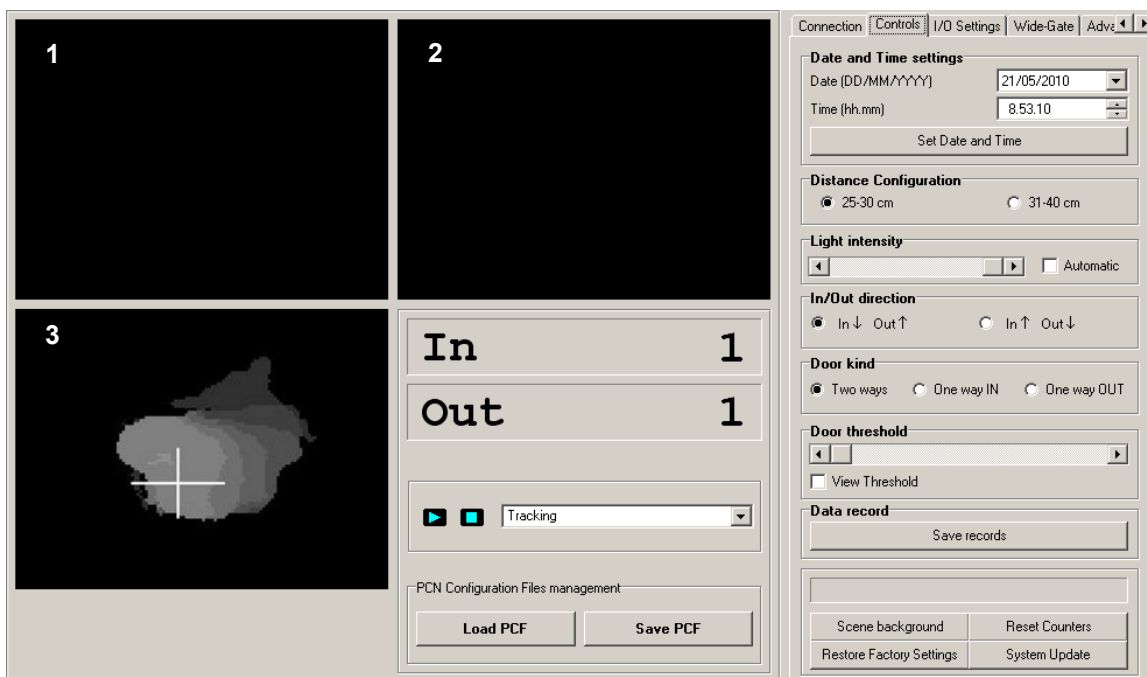 1
2
3
In 1
Out 1
Tracking
PCN Configuration Files management
Load PCF Save PCF
Connection Controls I/O Settings Wide-Gate Adva
Date and Time settings
Date (DD/MM/YYYY) 21/05/2010
Time (hh.mm) 8.53.10
Set Date and Time
Distance Configuration
25-30 cm 31-40 cm
Light intensity
Automatic
In/Out direction
In↓ Out↑ In↑ Out↓
Door kind
Two ways One way IN One way OUT
Door threshold
View Threshold
Data record
Save records
Scene background Reset Counters
Restore Factory Settings System Update